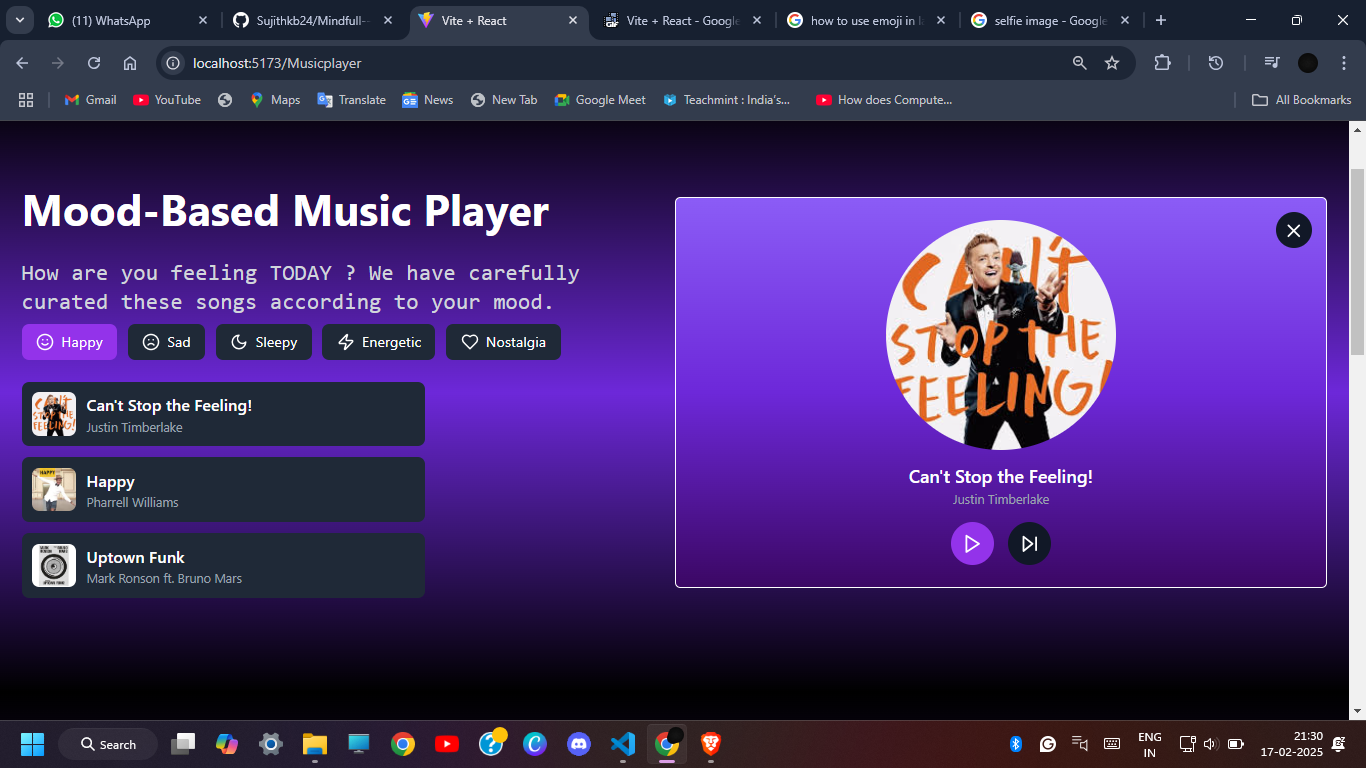 (11) WhatsApp
Sujithkb24/Mindfull--
Vite + React
Vite + React - Google
how to use emoji in l
selfie image - Google
localhost:5173/Musicplayer
Gmail
YouTube
Maps
Translate
News
New Tab
Google Meet
Teachmint : India's...
How does Compute...
All Bookmarks
Mood-Based Music Player
How are you feeling TODAY ? We have carefully
curated these songs according to your mood.
Happy
Sad
Sleepy
Energetic
Nostalgia
Can't Stop the Feeling!
Justin Timberlake
HAPPY
Happy
Pharrell Williams
Uptown Funk
Mark Ronson ft. Bruno Mars
CAN'T
STOP THE
FEELING!
Can't Stop the Feeling!
Justin Timberlake
Search
ENG
IN
21:30
17-02-2025